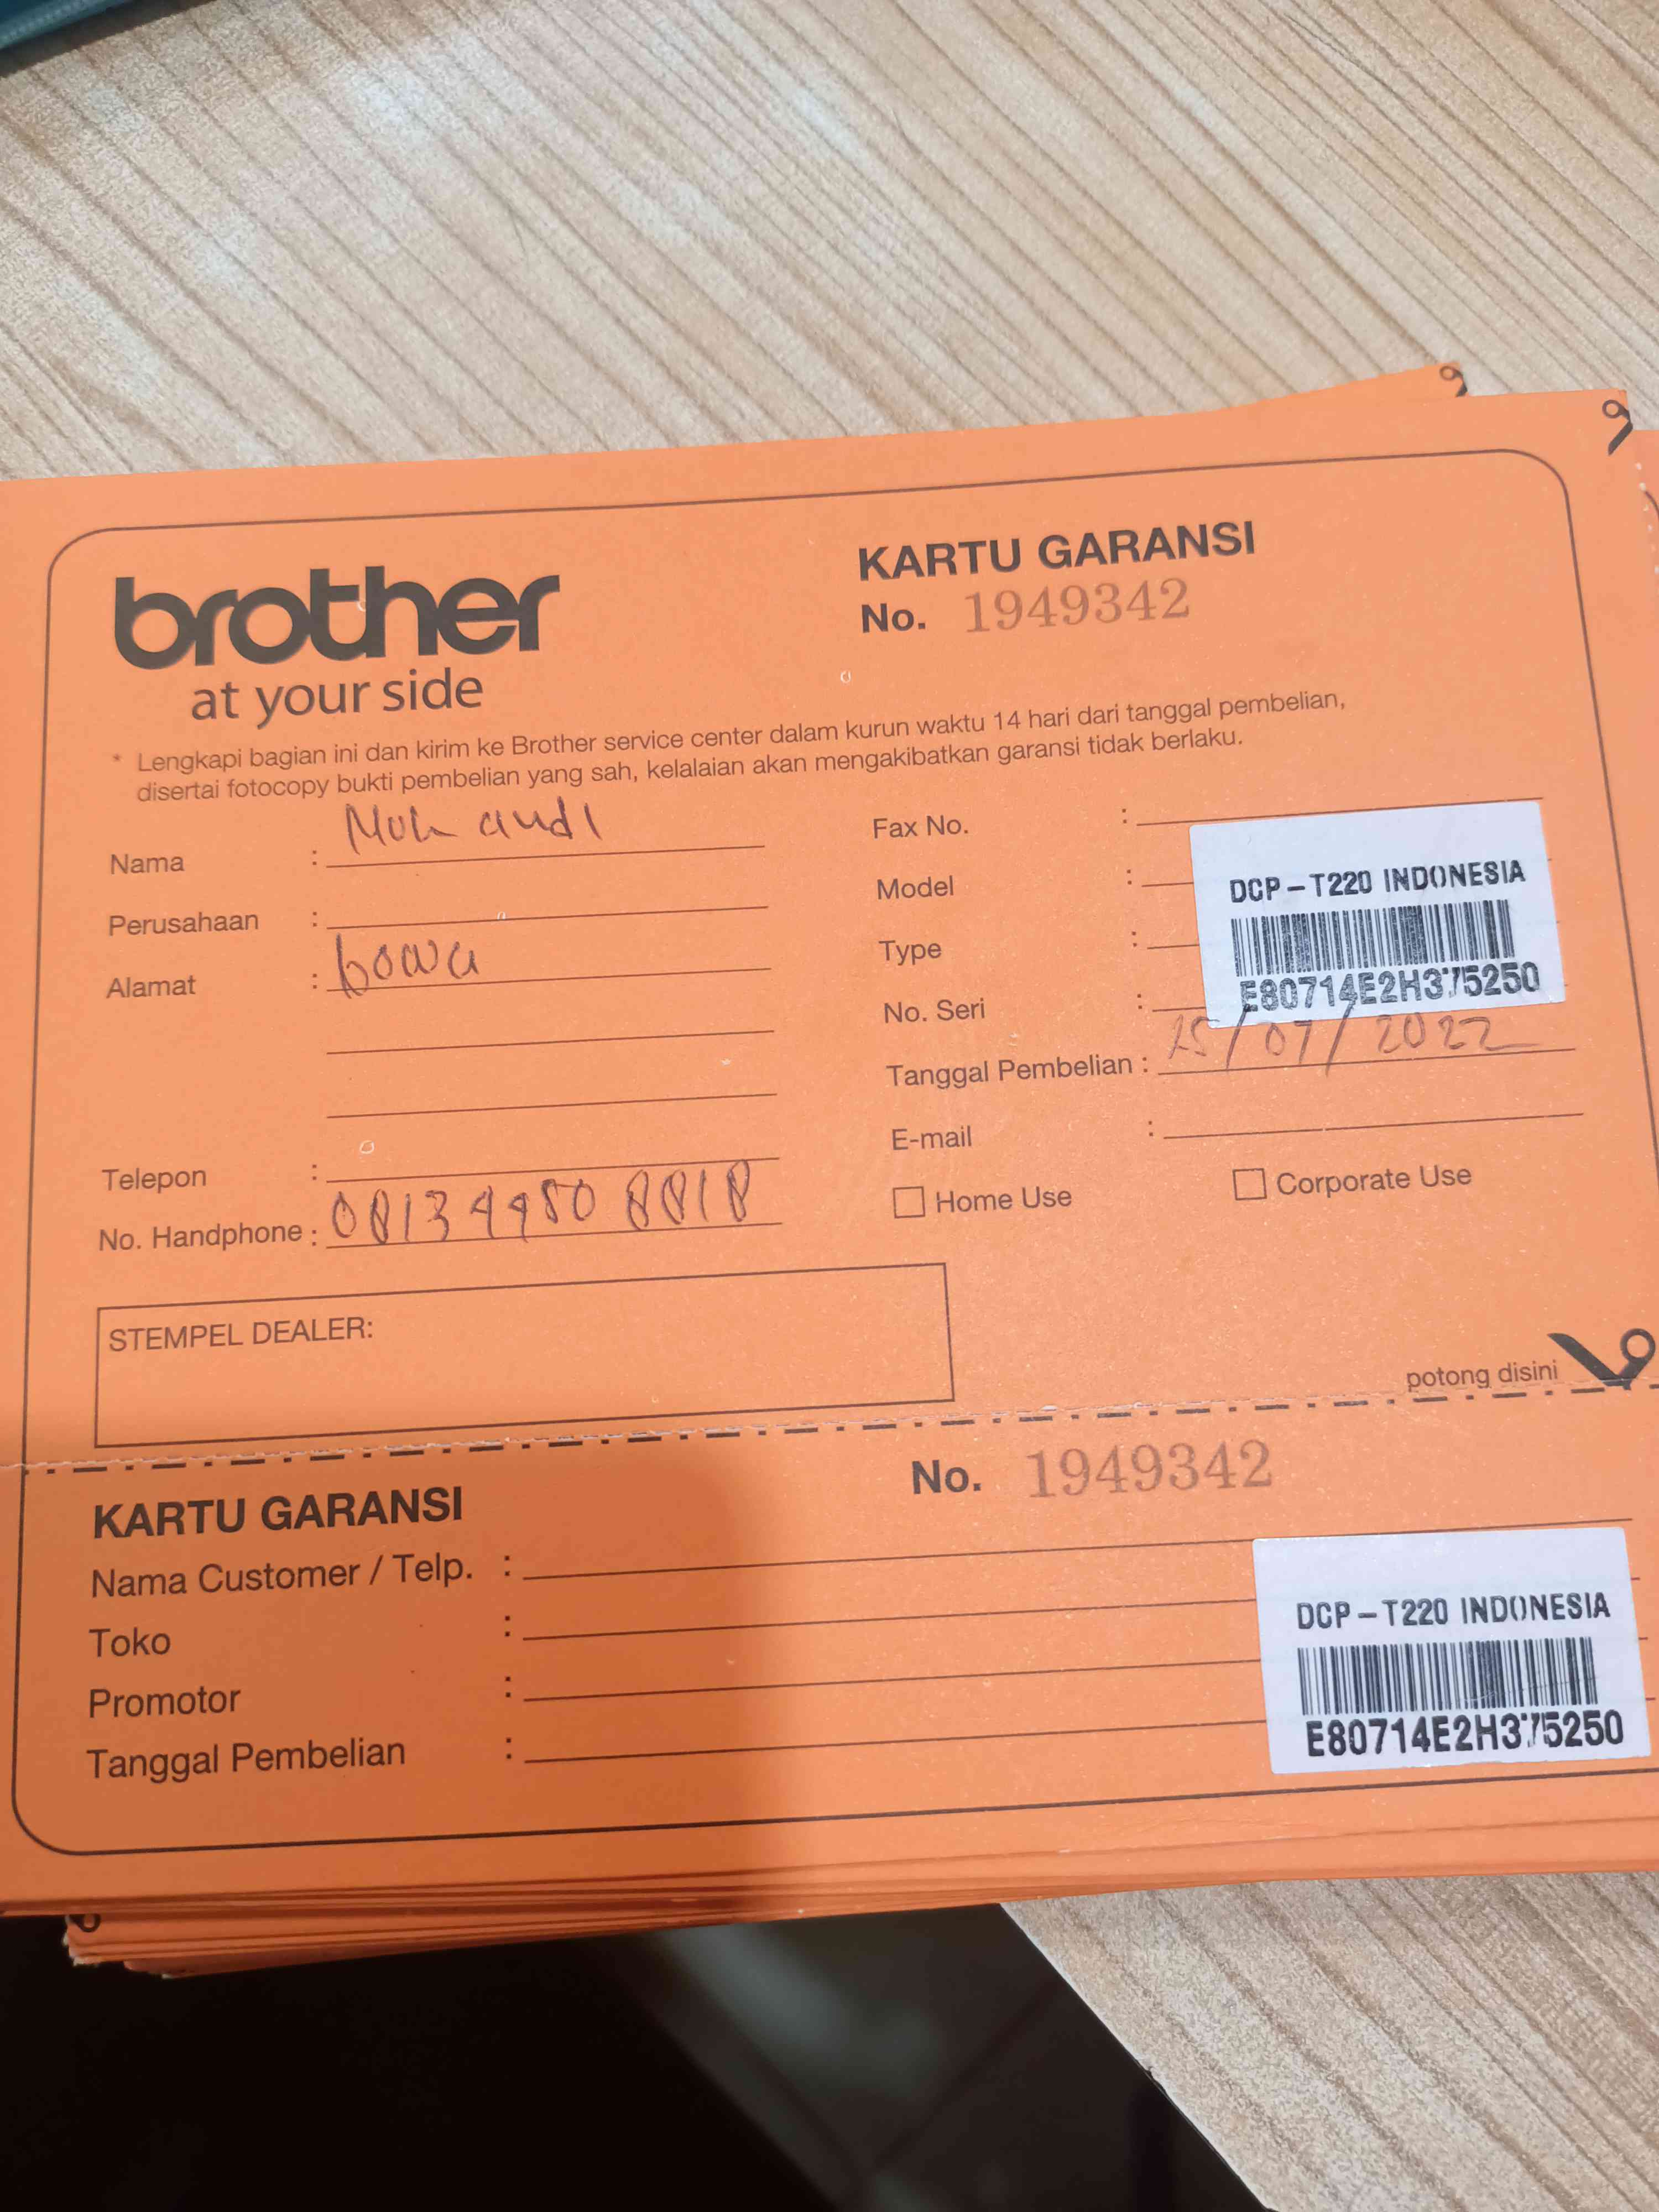 brother
at your side
KARTU GARANSI
No. 1949342
* Lengkapi bagian ini dan kirim ke Brother service center dalam kurun waktu 14 hari dari tanggal pembelian,
disertai fotocopy bukti pembelian yang sah, kelalaian akan mengakibatkan garansi tidak berlaku.
Nama : Moh andi
Perusahaan :
Alamat :
Telepon :
No. Handphone :
Fax No. :
Model :
Type :
No. Seri :
DCP-T220 INDONESIA
E80714E2H375250
Tanggal Pembelian : 25/07/2022
E-mail :
Home Use
Corporate Use
STEMPEL DEALER:
potong disini
KARTU GARANSI
No. 1949342
Nama Customer / Telp. :
Toko :
Promotor :
Tanggal Pembelian :
DCP-T220 INDONESIA
E80714E2H375250